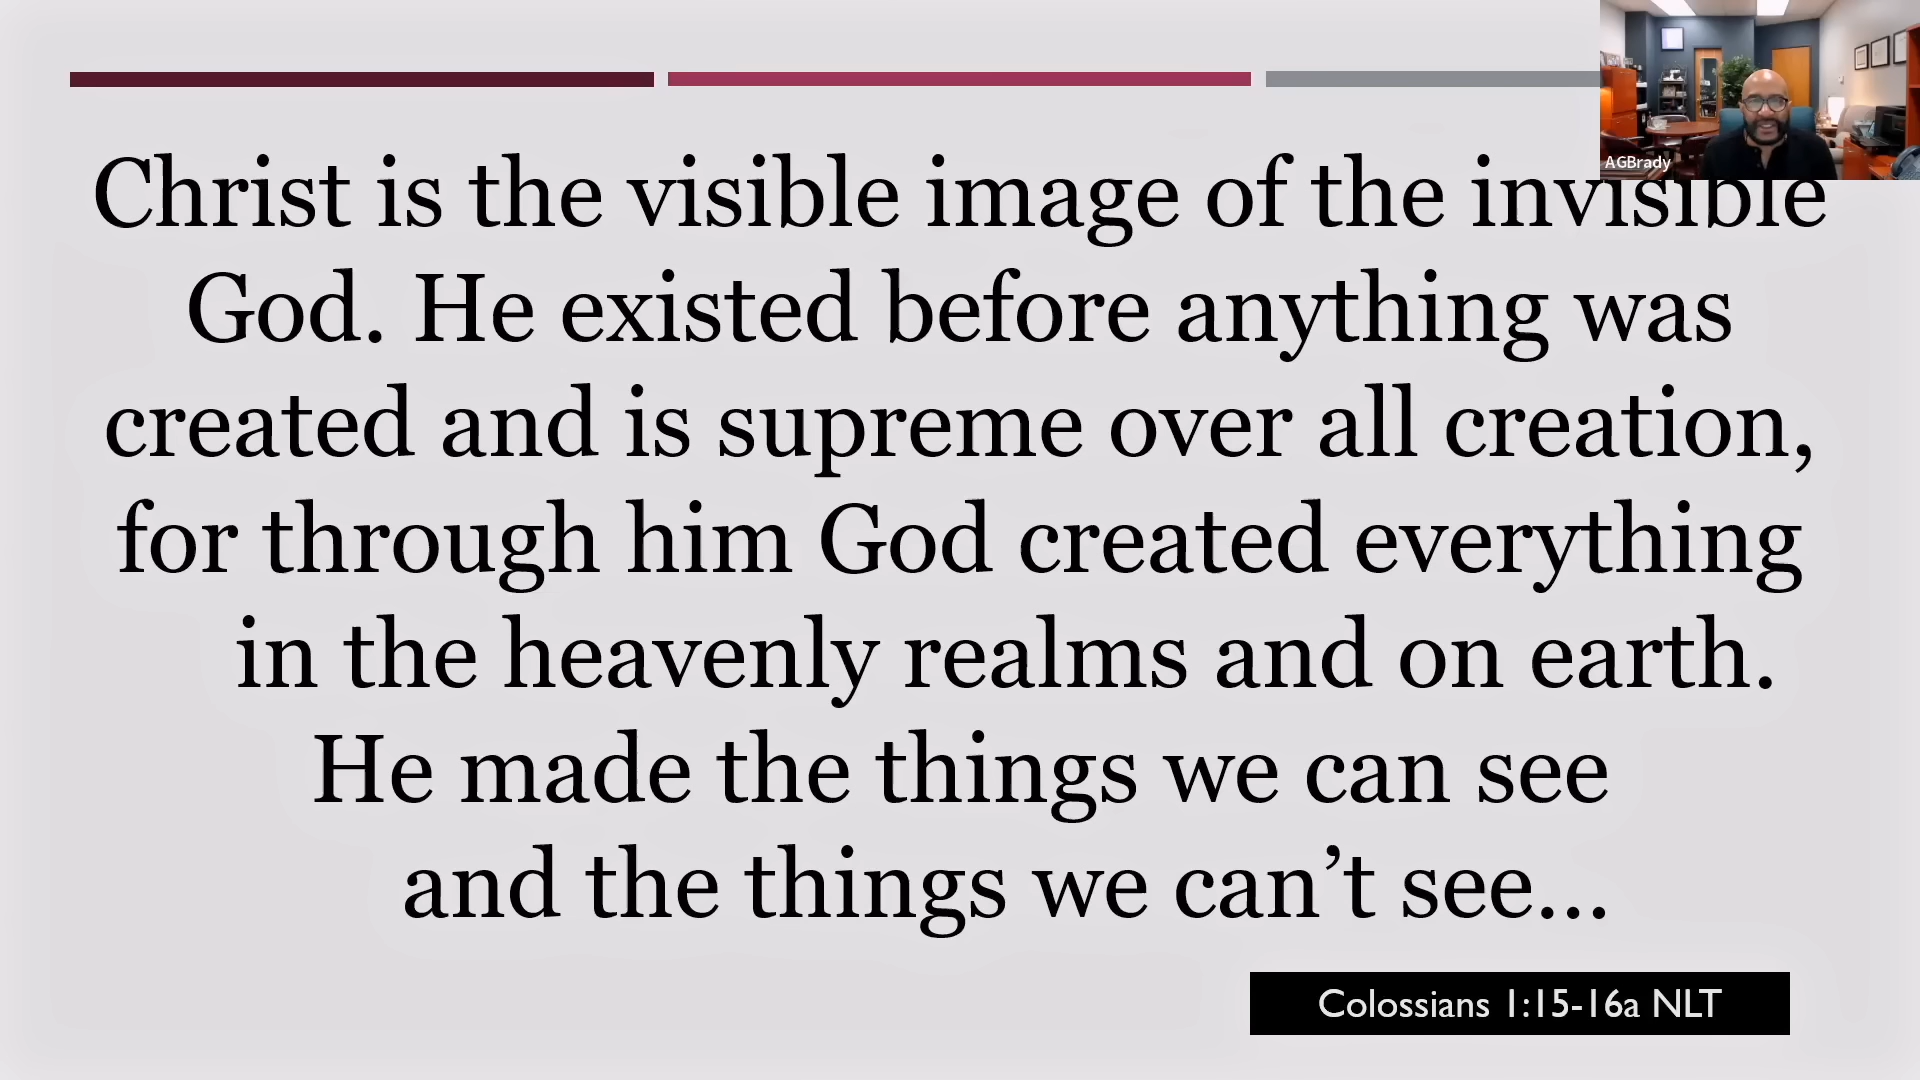 AGBrady
Christ is the visible image of the invisible
God. He existed before anything was
created and is supreme over all creation,
for through him God created everything
in the heavenly realms and on earth.
He made the things we can see
and the things we can’t see...
Colossians 1:15-16a NLT